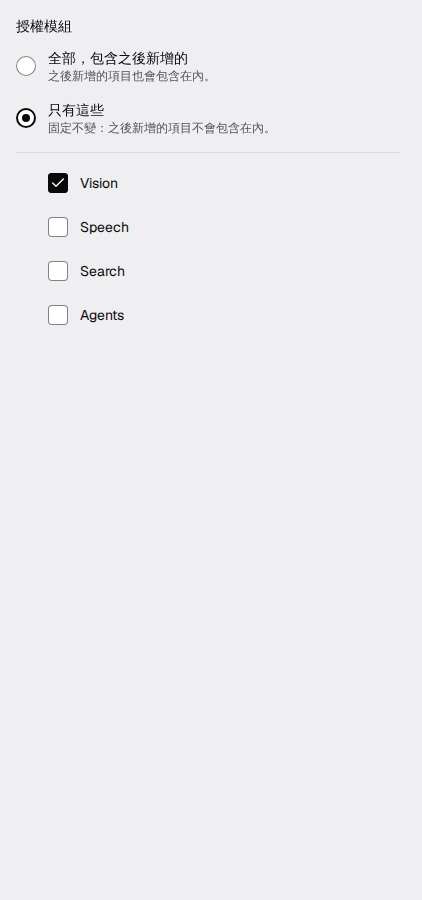 授權模組
全部，包含之後新增的
之後新增的項目也會包含在內。
只有這些
固定不變：之後新增的項目不會包含在內。
Vision
Speech
Search
Agents